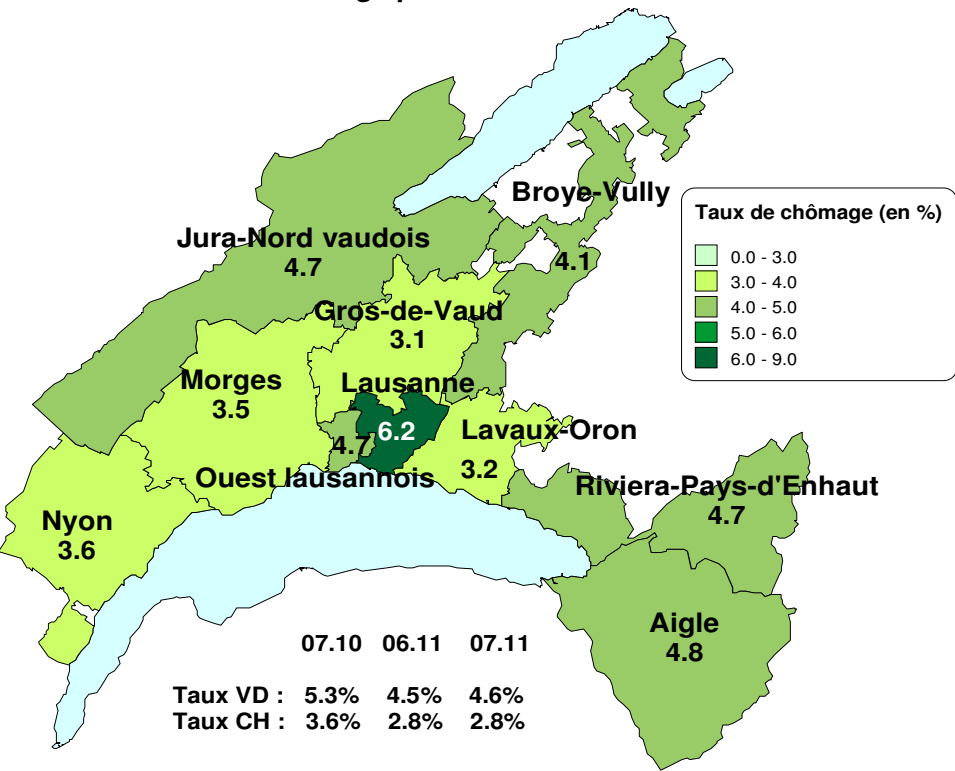 Broye-Vully
4.1
Taux de chômage (en %)
0.0 - 3.0
3.0 - 4.0
4.0 - 5.0
5.0 - 6.0
6.0 - 9.0
Jura-Nord vaudois
4.7
Gros-de-Vaud
3.1
Morges
3.5
Lausanne
6.2
4.7
Ouest lausannois
Lavaux-Oron
3.2
Riviera-Pays-d'Enhaut
4.7
Nyon
3.6
Aigle
4.8
07.10 06.11 07.11
Taux VD : 5.3% 4.5% 4.6%
Taux CH : 3.6% 2.8% 2.8%